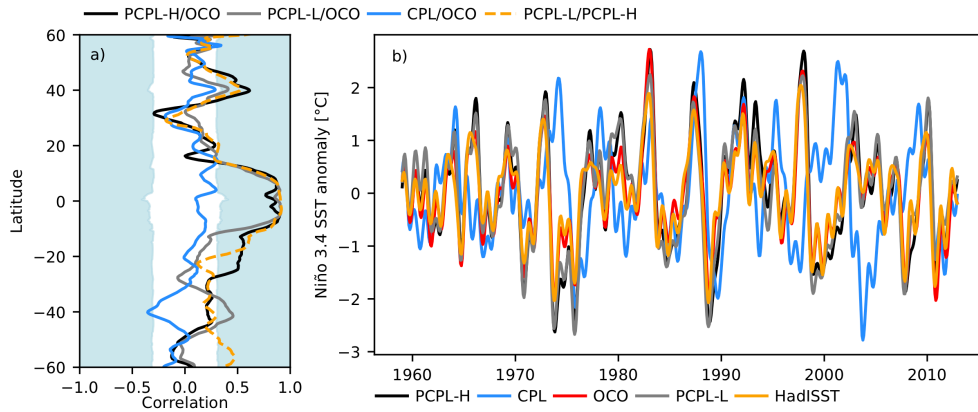 PCPL-H/OCO PCPL-L/OCO CPL/OCO PCPL-L/PCPL-H
a)
60
40
20
0
−20
−40
−60
Latitude
−1.0 −0.5 0.0 0.5 1.0
Correlation
b)
2
1
0
−1
−2
−3
Niño 3.4 SST anomaly [°C]
1960 1970 1980 1990 2000 2010
PCPL-H CPL OCO PCPL-L HadISST